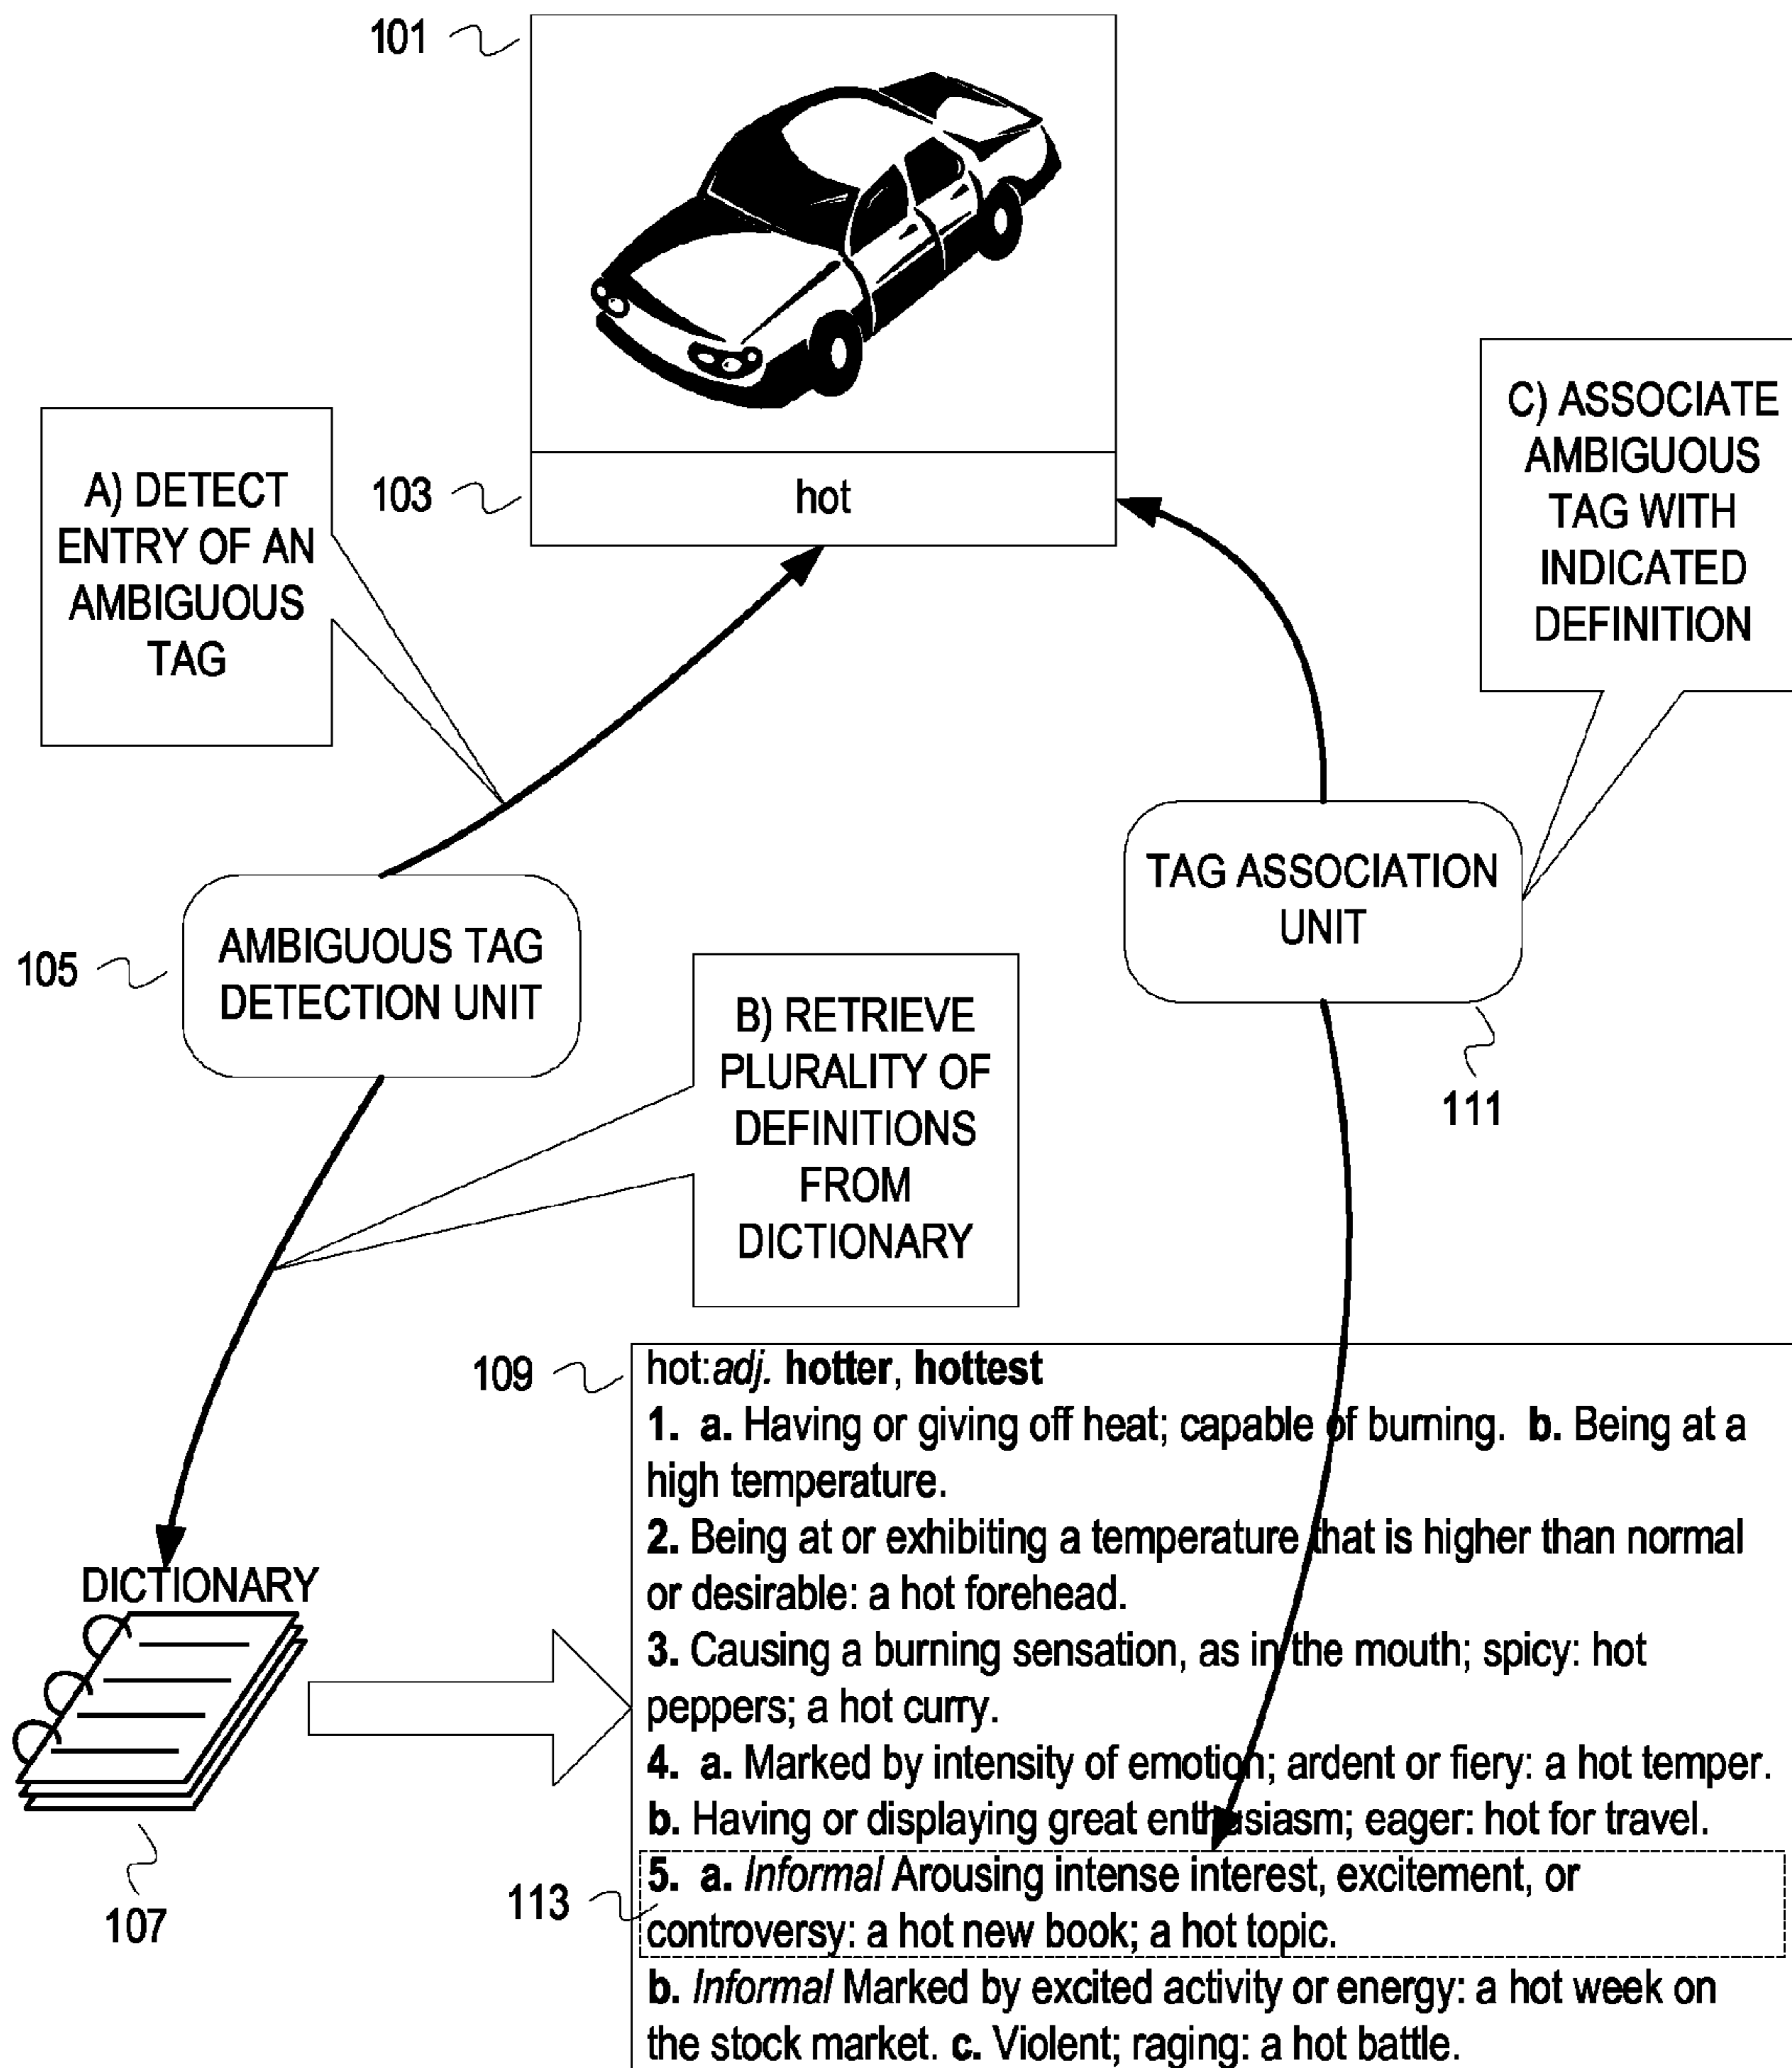 101
103
hot
A) DETECT
ENTRY OF AN
AMBIGUOUS
TAG
C) ASSOCIATE
AMBIGUOUS
TAG WITH
INDICATED
DEFINITION
105
AMBIGUOUS TAG
DETECTION UNIT
TAG ASSOCIATION
UNIT
111
B) RETRIEVE
PLURALITY OF
DEFINITIONS
FROM
DICTIONARY
DICTIONARY
107
109
hot:adj. hotter, hottest
1. a. Having or giving off heat; capable of burning. b. Being at a
high temperature.
2. Being at or exhibiting a temperature that is higher than normal
or desirable: a hot forehead.
3. Causing a burning sensation, as in the mouth; spicy: hot
peppers; a hot curry.
4. a. Marked by intensity of emotion; ardent or fiery: a hot temper.
b. Having or displaying great enthusiasm; eager: hot for travel.
113
5. a. Informal Arousing intense interest, excitement, or
controversy: a hot new book; a hot topic.
b. Informal Marked by excited activity or energy: a hot week on
the stock market. c. Violent; raging: a hot battle.